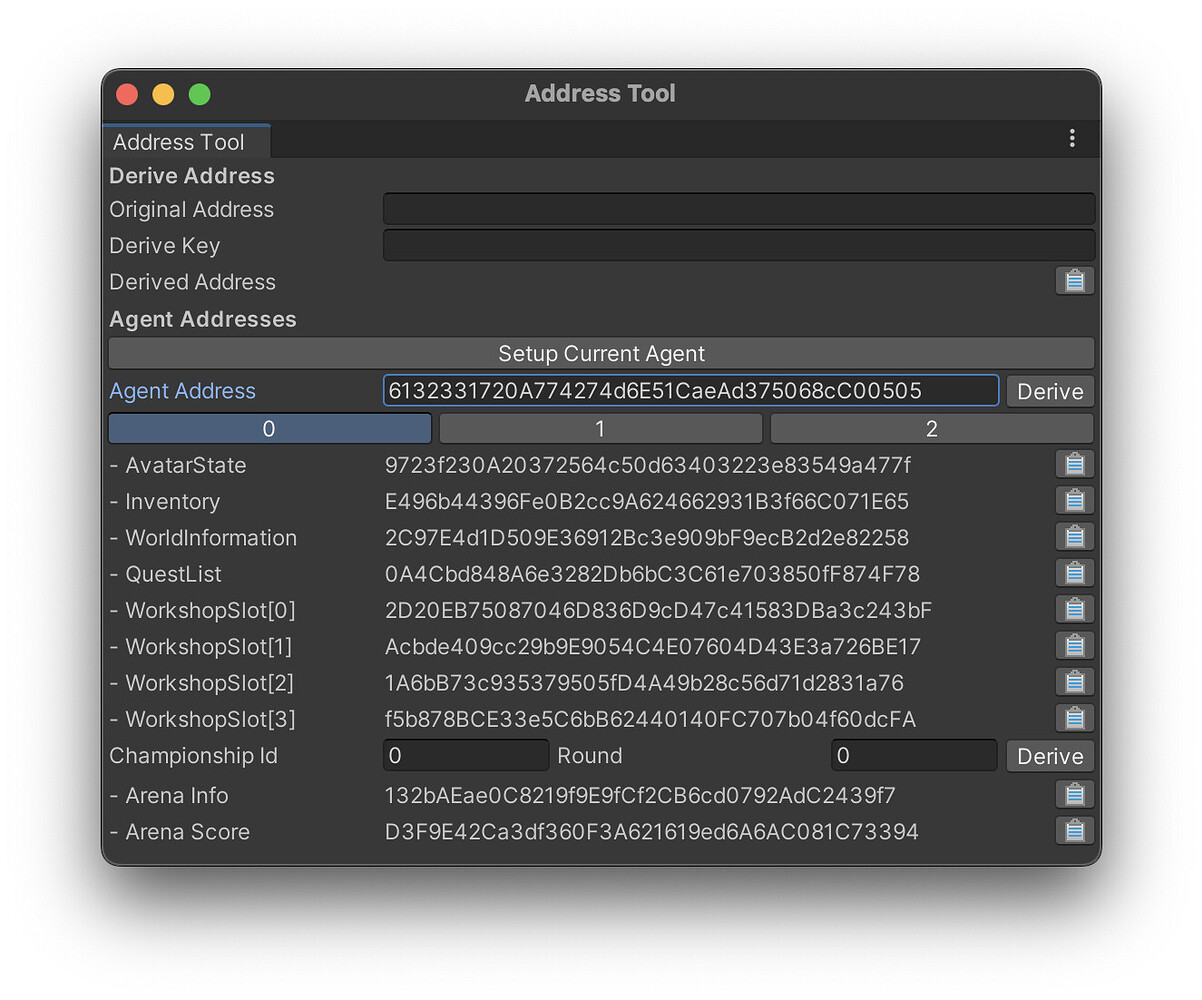 Address Tool
Address Tool
Derive Address
Original Address
Derive Key
Derived Address
Agent Addresses
Setup Current Agent
Agent Address 6132331720A774274d6E51CaeAd375068cC00505 Derive
0 1 2
- AvatarState 9723f230A20372564c50d63403223e83549a477f
- Inventory E496b44396Fe0B2cc9A624662931B3f66C071E65
- WorldInformation 2C97E4d1D509E36912Bc3e909bF9ecB2d2e82258
- QuestList 0A4Cbd848A6e3282Db6bC3C61e703850fF874F78
- WorkshopSlot[0] 2D20EB75087046D836D9cD47c41583DBa3c243bF
- WorkshopSlot[1] Acbde409cc29b9E9054C4E07604D43E3a726BE17
- WorkshopSlot[2] 1A6bB73c935379505fD4A49b28c56d71d2831a76
- WorkshopSlot[3] f5b878BCE33e5C6bB62440140FC707b04f60dcFA
Championship Id 0 Round 0 Derive
- Arena Info 132bAEae0C8219f9E9fCf2CB6cd0792AdC2439f7
- Arena Score D3F9E42Ca3df360F3A621619ed6A6AC081C73394